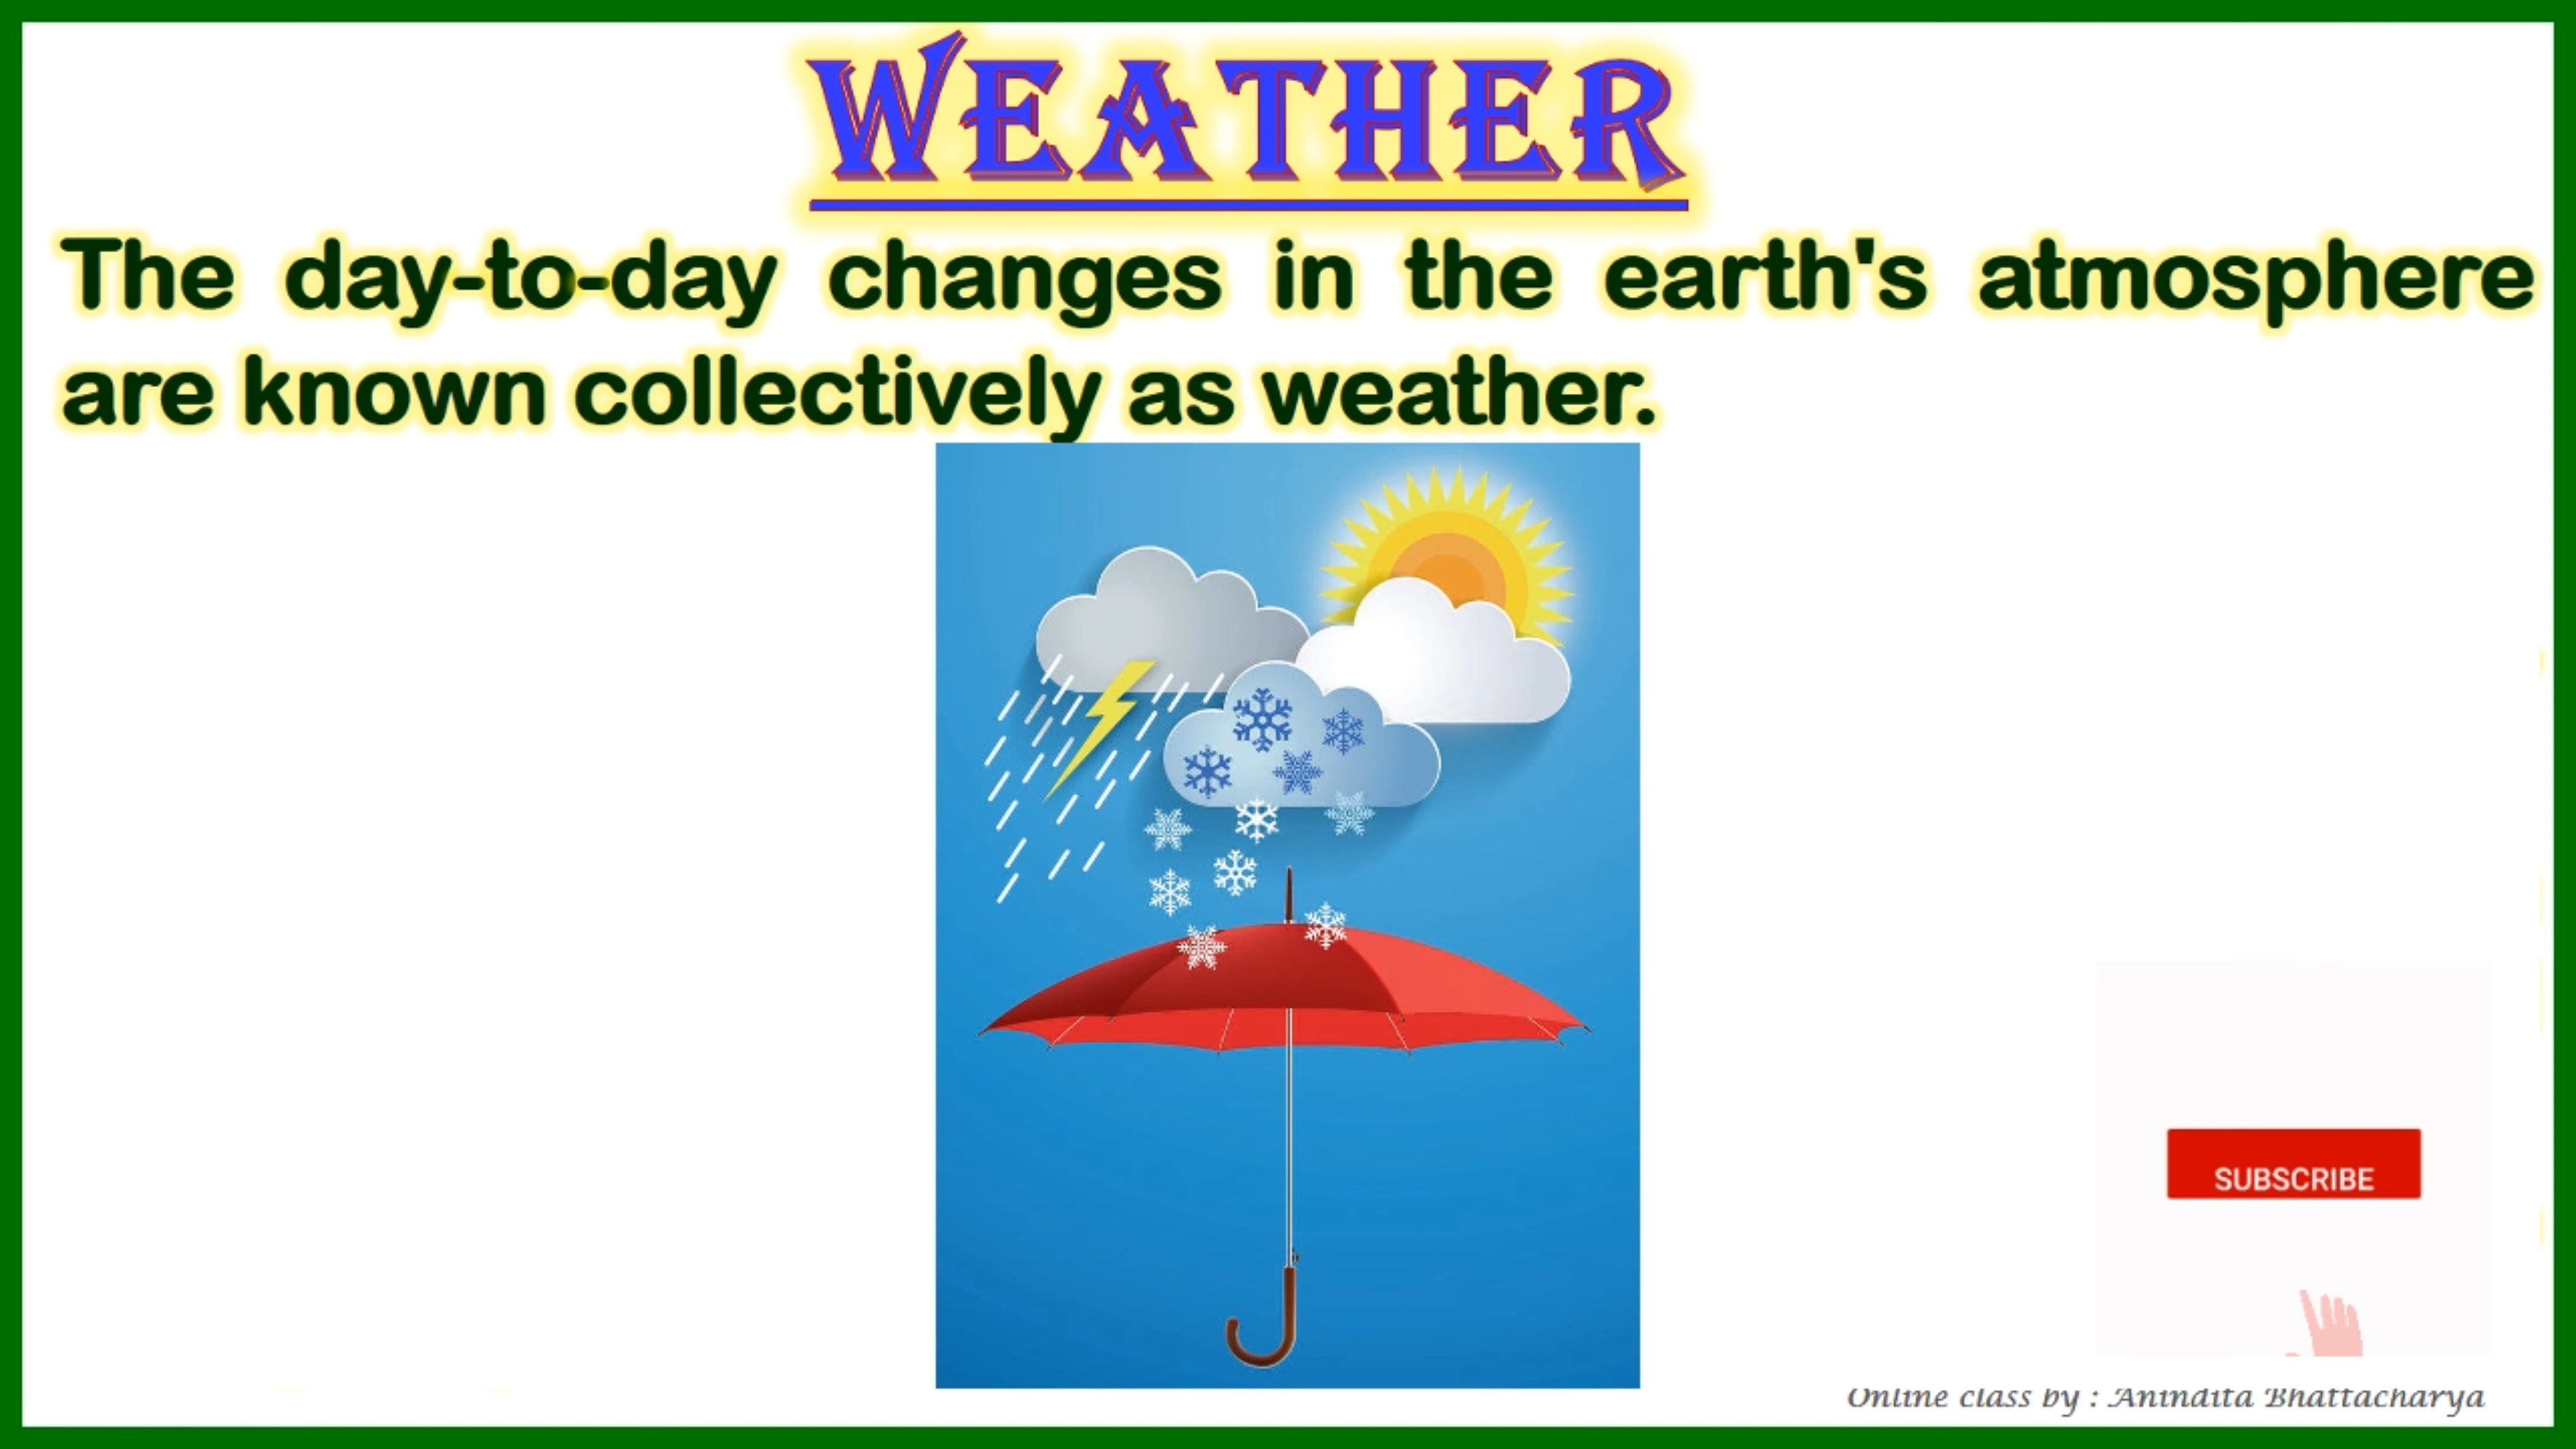 WEATHER
The day-to-day changes in the earth's atmosphere
are known collectively as weather.
SUBSCRIBE
Online class by : Anindita Bhattacharya